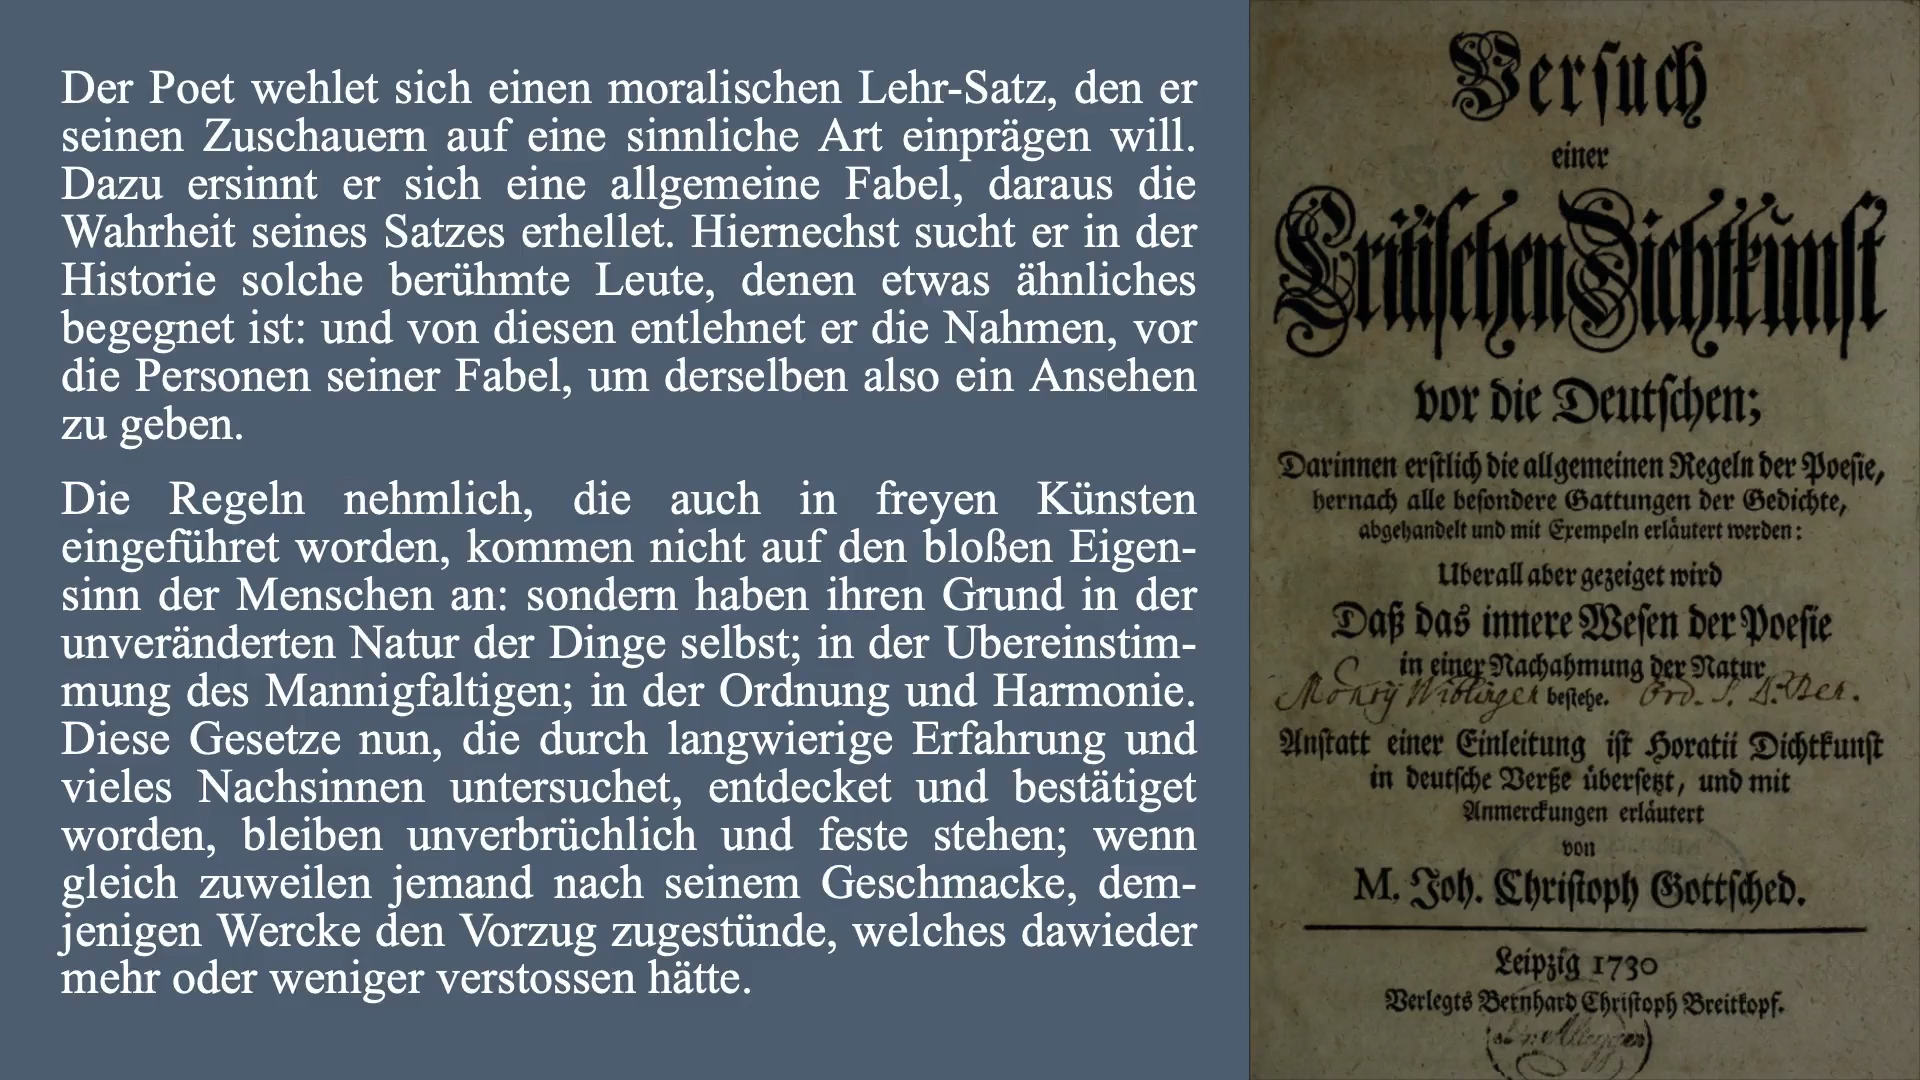 Der Poet wehlet sich einen moralischen Lehr-Satz, den er
seinen Zuschauern auf eine sinnliche Art einprägen will.
Dazu ersinnt er sich eine allgemeine Fabel, daraus die
Wahrheit seines Satzes erhellet. Hiernechst sucht er in der
Historie solche berühmte Leute, denen etwas ähnliches
begegnet ist: und von diesen entlehnet er die Nahmen, vor
die Personen seiner Fabel, um derselben also ein Ansehen
zu geben.
Die Regeln nehmlich, die auch in freyen Künsten
eingeführet worden, kommen nicht auf den bloßen Eigen-
sinn der Menschen an: sondern haben ihren Grund in der
unveränderten Natur der Dinge selbst; in der Ubereinstim-
mung des Mannigfaltigen; in der Ordnung und Harmonie.
Diese Gesetze nun, die durch langwierige Erfahrung und
vieles Nachsinnen untersuchet, entdecket und bestätiget
worden, bleiben unverbrüchlich und feste stehen; wenn
gleich zuweilen jemand nach seinem Geschmacke, dem-
jenigen Wercke den Vorzug zugestünde, welches dawieder
mehr oder weniger verstossen hätte.
Verſuch
einer
Critiſchen Dichtkunſt
vor die Deutſchen;
Darinnen erſtlich die allgemeinen Regeln der Poeſie,
hernach alle beſondere Gattungen der Gedichte,
abgehandelt und mit Exempeln erläutert werden:
Uberall aber gezeiget wird
Daß das innere Weſen der Poeſie
in einer Nachahmung der Natur
beſtehe.
Anſtatt einer Einleitung iſt Horatii Dichtkunſt
in deutſche Verße überſetzt, und mit
Anmerckungen erläutert
von
M. Joh. Chriſtoph Gottſched.
Leipzig 1730
Verlegts Bernhard Chriſtoph Breitkopf.